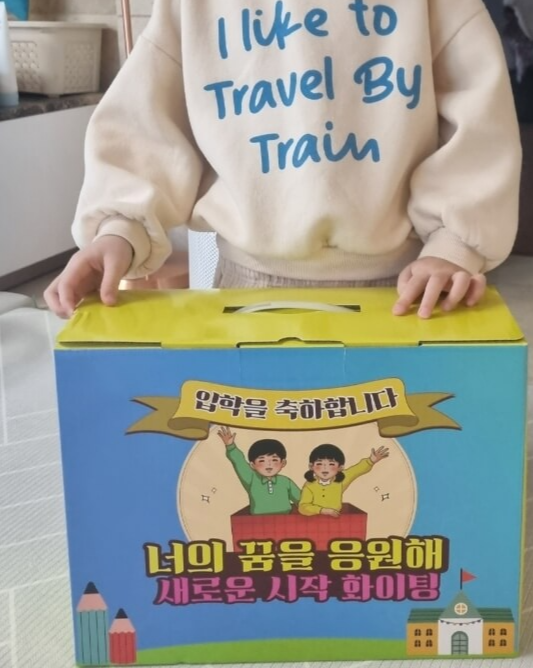 I like to
Travel By
Train
입학을 축하합니다
너의 꿈을 응원해
새로운 시작 화이팅